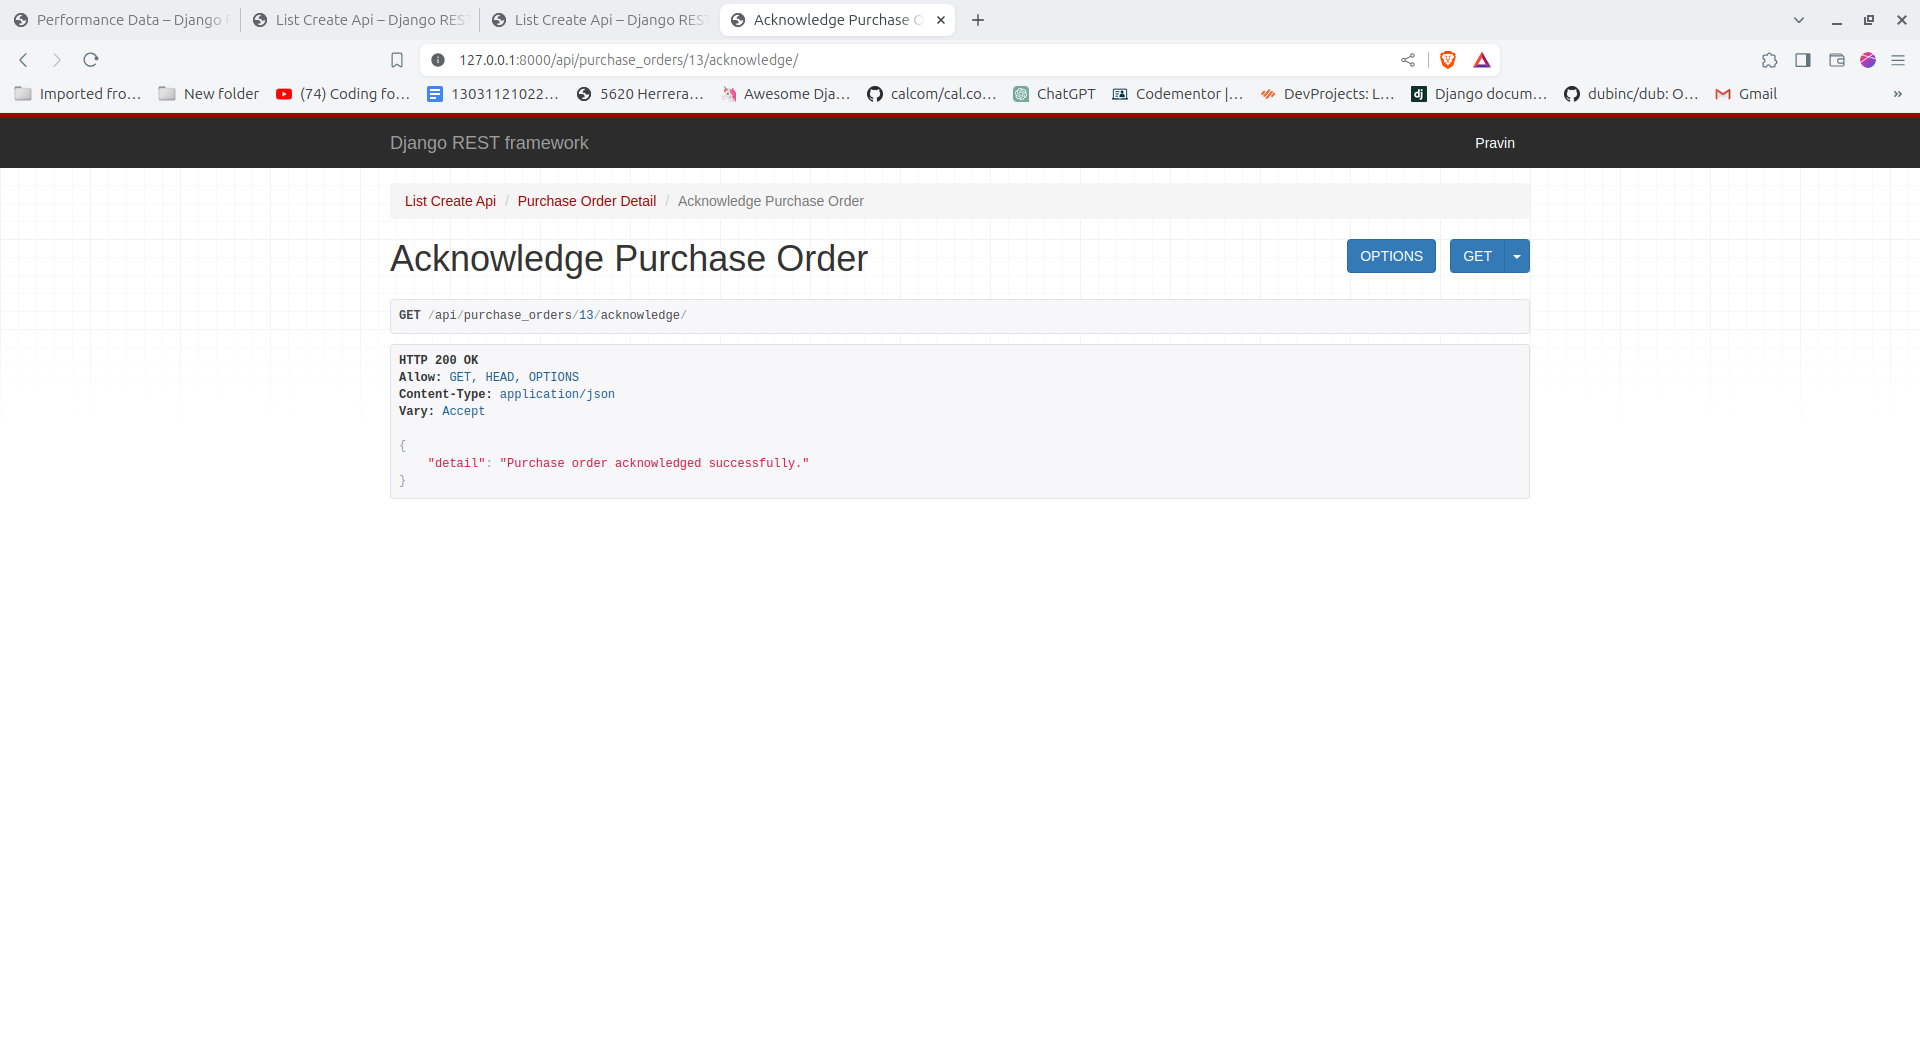 Performance Data – Django
List Create Api – Django REST
List Create Api – Django REST
Acknowledge Purchase O
127.0.0.1:8000/api/purchase_orders/13/acknowledge/
Imported fro… New folder (74) Coding fo… 13031121022… 5620 Herrera… Awesome Dja… calcom/cal.co… ChatGPT Codementor |… DevProjects: L… dj Django docum… dubinc/dub: O… Gmail »
Django REST framework Pravin
List Create Api / Purchase Order Detail / Acknowledge Purchase Order
Acknowledge Purchase Order OPTIONS GET
GET /api/purchase_orders/13/acknowledge/
HTTP 200 OK
Allow: GET, HEAD, OPTIONS
Content-Type: application/json
Vary: Accept
{
"detail": "Purchase order acknowledged successfully."
}